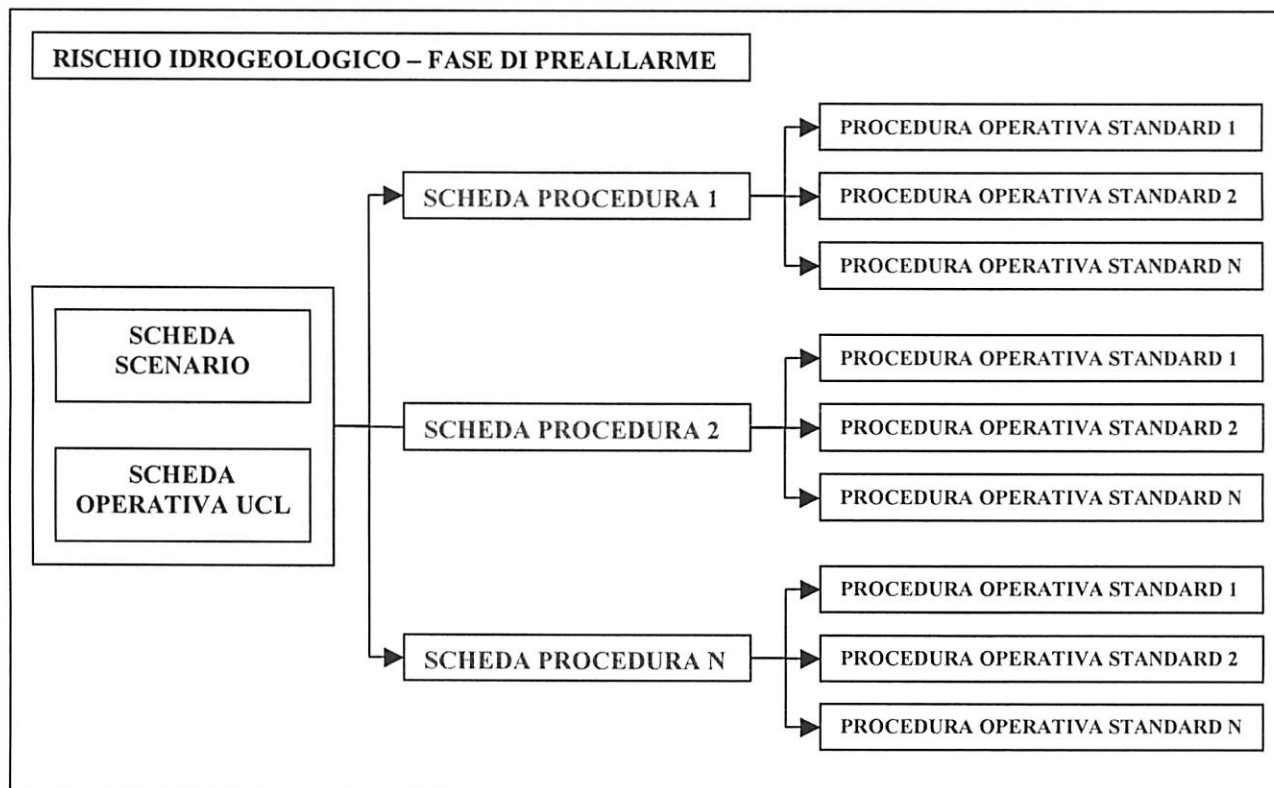 RISCHIO IDROGEOLOGICO – FASE DI PREALLARME
SCHEDA
SCENARIO
SCHEDA
OPERATIVA UCL
SCHEDA PROCEDURA 1
PROCEDURA OPERATIVA STANDARD 1
PROCEDURA OPERATIVA STANDARD 2
PROCEDURA OPERATIVA STANDARD N
SCHEDA PROCEDURA 2
PROCEDURA OPERATIVA STANDARD 1
PROCEDURA OPERATIVA STANDARD 2
PROCEDURA OPERATIVA STANDARD N
SCHEDA PROCEDURA N
PROCEDURA OPERATIVA STANDARD 1
PROCEDURA OPERATIVA STANDARD 2
PROCEDURA OPERATIVA STANDARD N